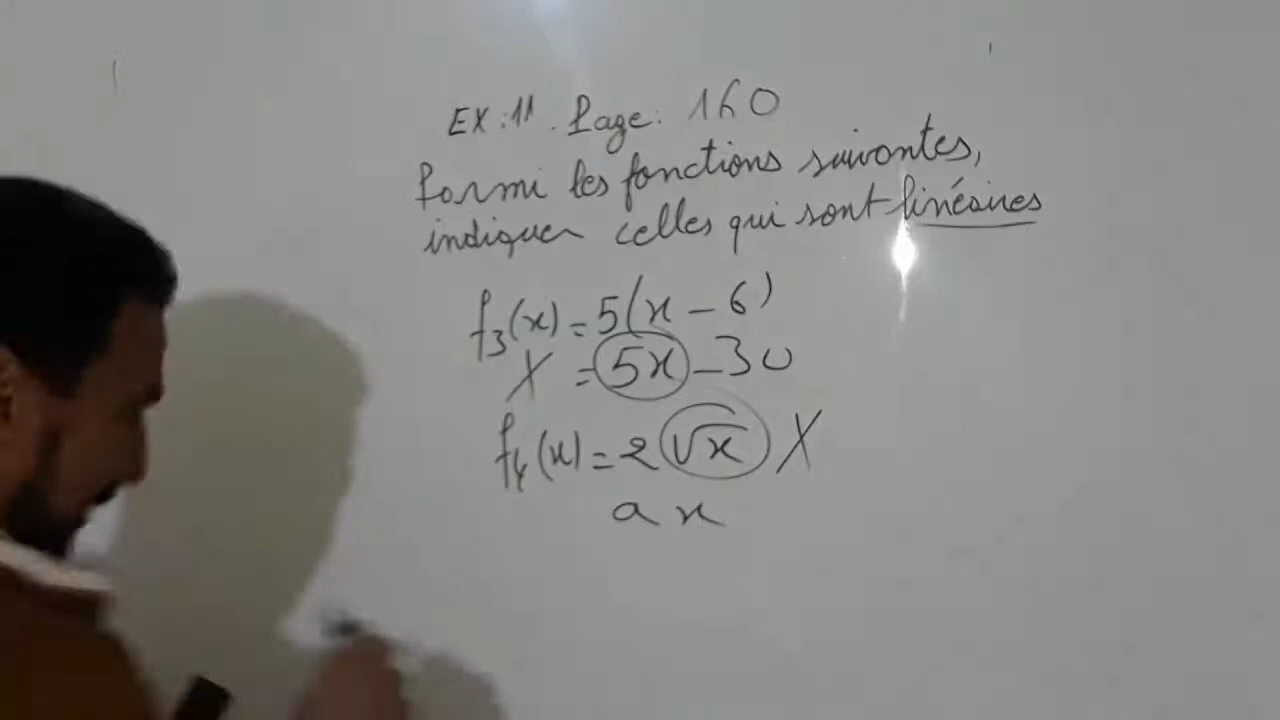 EX: 11. Page: 160
Parmi les fonctions suivantes,
indiquer celles qui sont linéaires
f₃(x) = 5(x - 6)
X = 5x - 30
f₄(x) = 2√x X
a x